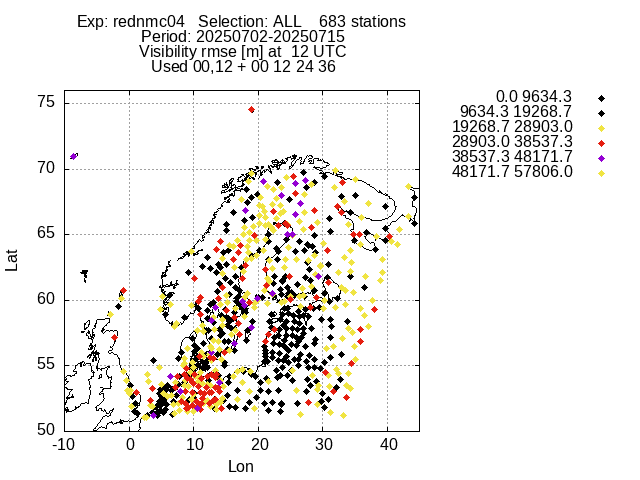 Exp: rednmc04   Selection: ALL    683 stations
Period: 20250702-20250715
Visibility rmse [m] at  12 UTC
Used 00,12 + 00 12 24 36
0.0 9634.3
9634.3 19268.7
19268.7 28903.0
28903.0 38537.3
38537.3 48171.7
48171.7 57806.0
75
70
65
60
55
50
Lat
-10 0 10 20 30 40
Lon